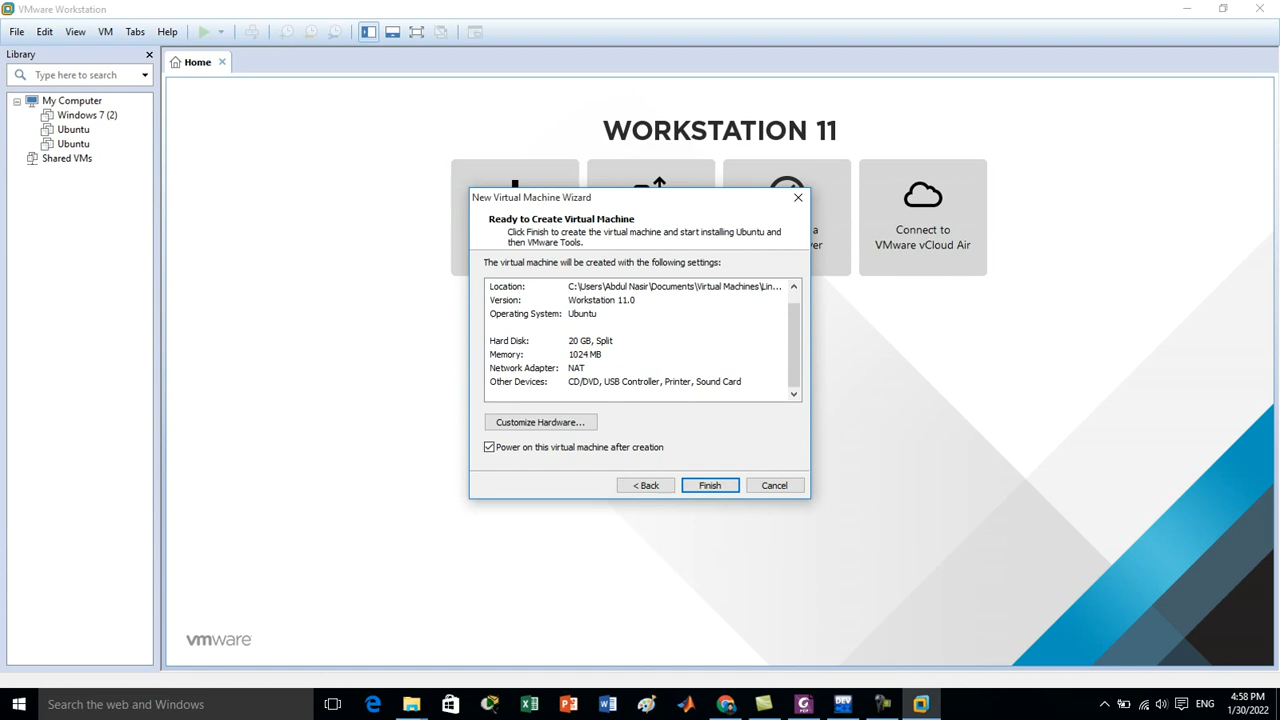 VMware Workstation
File Edit View VM Tabs Help
Library
Type here to search
My Computer
Windows 7 (2)
Ubuntu
Ubuntu
Shared VMs
Home
WORKSTATION 11
Connect to
VMware vCloud Air
a
ver
New Virtual Machine Wizard
Ready to Create Virtual Machine
Click Finish to create the virtual machine and start installing Ubuntu and
then VMware Tools.
The virtual machine will be created with the following settings:
Location: C:\Users\Abdul Nasir\Documents\Virtual Machines\Lin...
Version: Workstation 11.0
Operating System: Ubuntu
Hard Disk: 20 GB, Split
Memory: 1024 MB
Network Adapter: NAT
Other Devices: CD/DVD, USB Controller, Printer, Sound Card
Customize Hardware...
Power on this virtual machine after creation
< Back Finish Cancel
vmware
Search the web and Windows
ENG
4:58 PM
1/30/2022